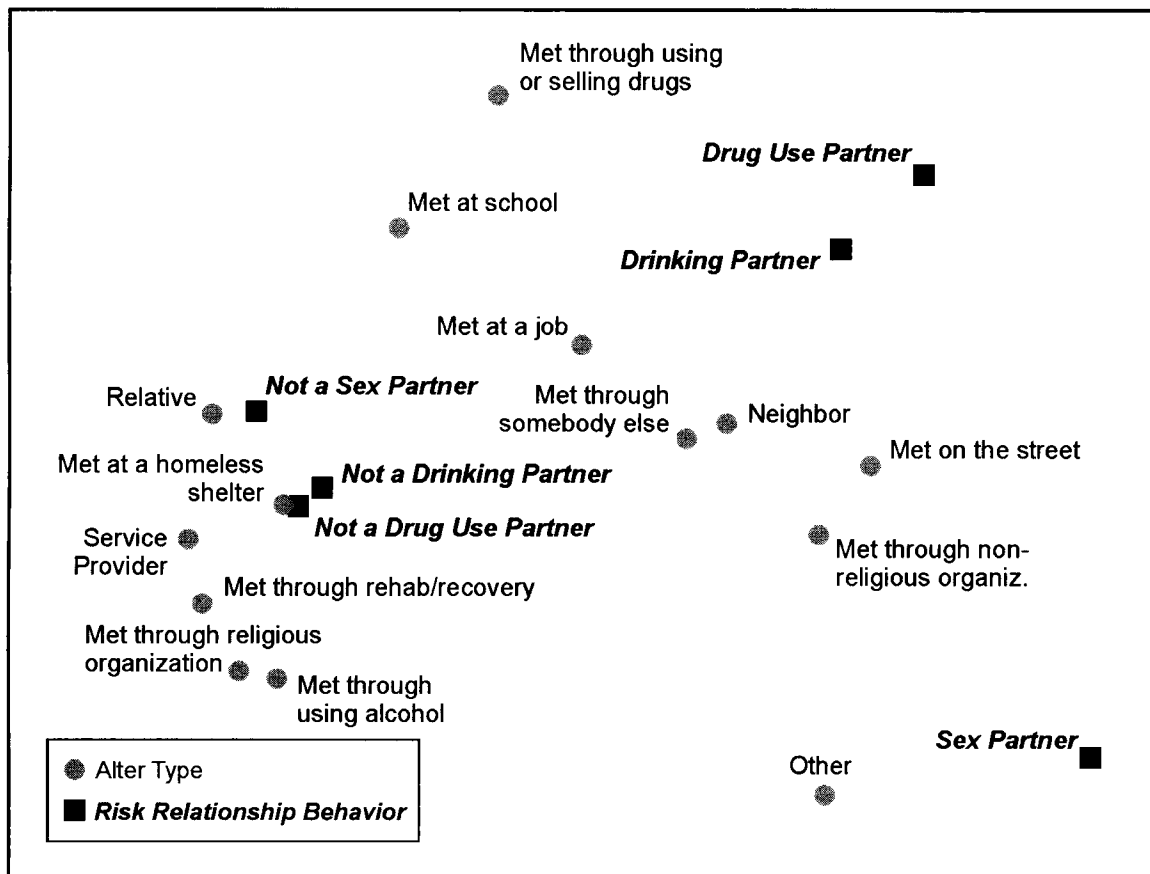 Met through using
or selling drugs
Drug Use Partner
Met at school
Drinking Partner
Met at a job
Not a Sex Partner
Relative
Met through
somebody else
Neighbor
Met on the street
Met at a homeless
shelter
Not a Drinking Partner
Not a Drug Use Partner
Service
Provider
Met through non-
religious organiz.
Met through rehab/recovery
Met through religious
organization
Met through
using alcohol
Sex Partner
Other
Alter Type
Risk Relationship Behavior